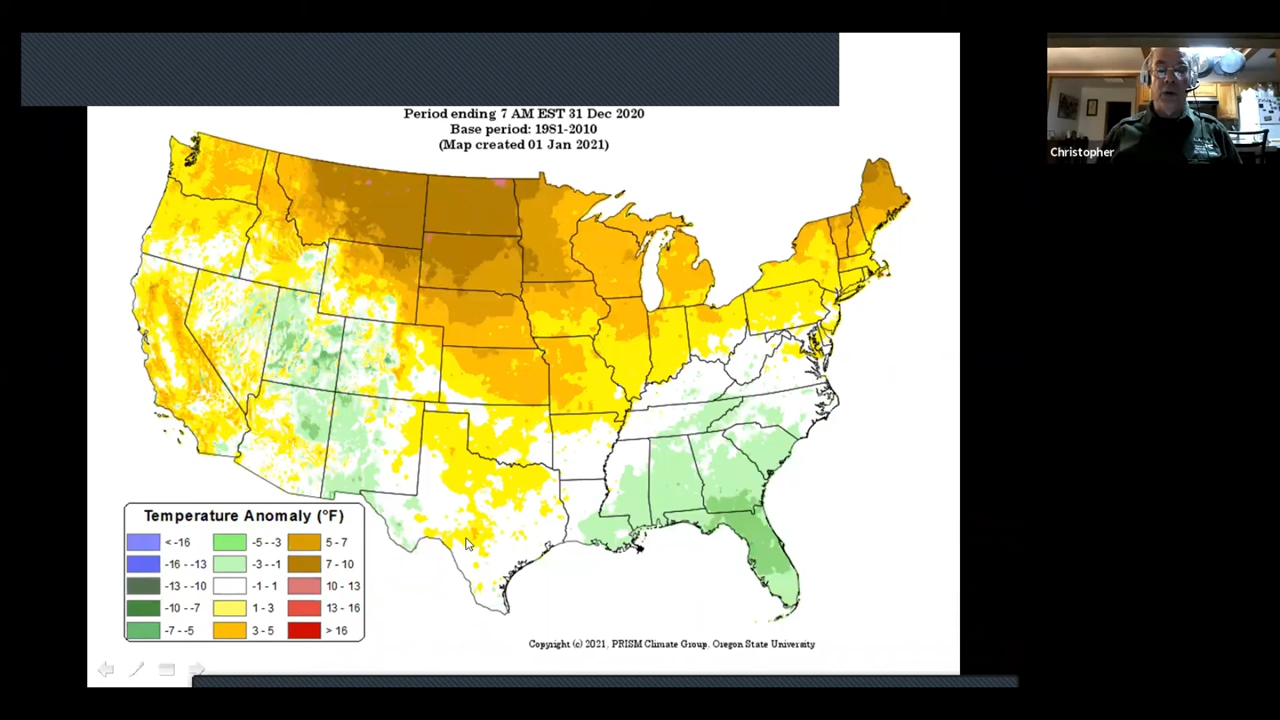 Period ending 7 AM EST 31 Dec 2020
Base period: 1981-2010
(Map created 01 Jan 2021)
Christopher
Temperature Anomaly (°F)
< -16
-5 - -3
5 - 7
-16 - -13
-3 - -1
7 - 10
-13 - -10
-1 - 1
10 - 13
-10 - -7
1 - 3
13 - 16
-7 - -5
3 - 5
> 16
Copyright (c) 2021, PRISM Climate Group, Oregon State University